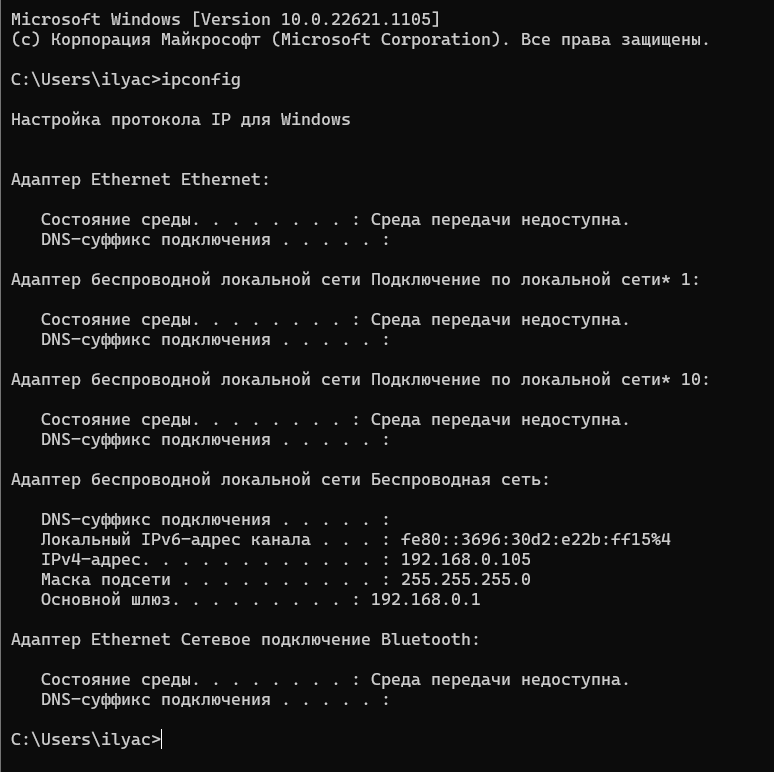 Microsoft Windows [Version 10.0.22621.1105]
(c) Корпорация Майкрософт (Microsoft Corporation). Все права защищены.
C:\Users\ilyac>ipconfig
Настройка протокола IP для Windows
Адаптер Ethernet Ethernet:
Состояние среды. . . . . . . . : Среда передачи недоступна.
DNS-суффикс подключения . . . . . :
Адаптер беспроводной локальной сети Подключение по локальной сети* 1:
Состояние среды. . . . . . . . : Среда передачи недоступна.
DNS-суффикс подключения . . . . . :
Адаптер беспроводной локальной сети Подключение по локальной сети* 10:
Состояние среды. . . . . . . . : Среда передачи недоступна.
DNS-суффикс подключения . . . . . :
Адаптер беспроводной локальной сети Беспроводная сеть:
DNS-суффикс подключения . . . . . :
Локальный IPv6-адрес канала . . . : fe80::3696:30d2:e22b:ff15%4
IPv4-адрес. . . . . . . . . . . . : 192.168.0.105
Маска подсети . . . . . . . . . . : 255.255.255.0
Основной шлюз. . . . . . . . . : 192.168.0.1
Адаптер Ethernet Сетевое подключение Bluetooth:
Состояние среды. . . . . . . . : Среда передачи недоступна.
DNS-суффикс подключения . . . . . :
C:\Users\ilyac>